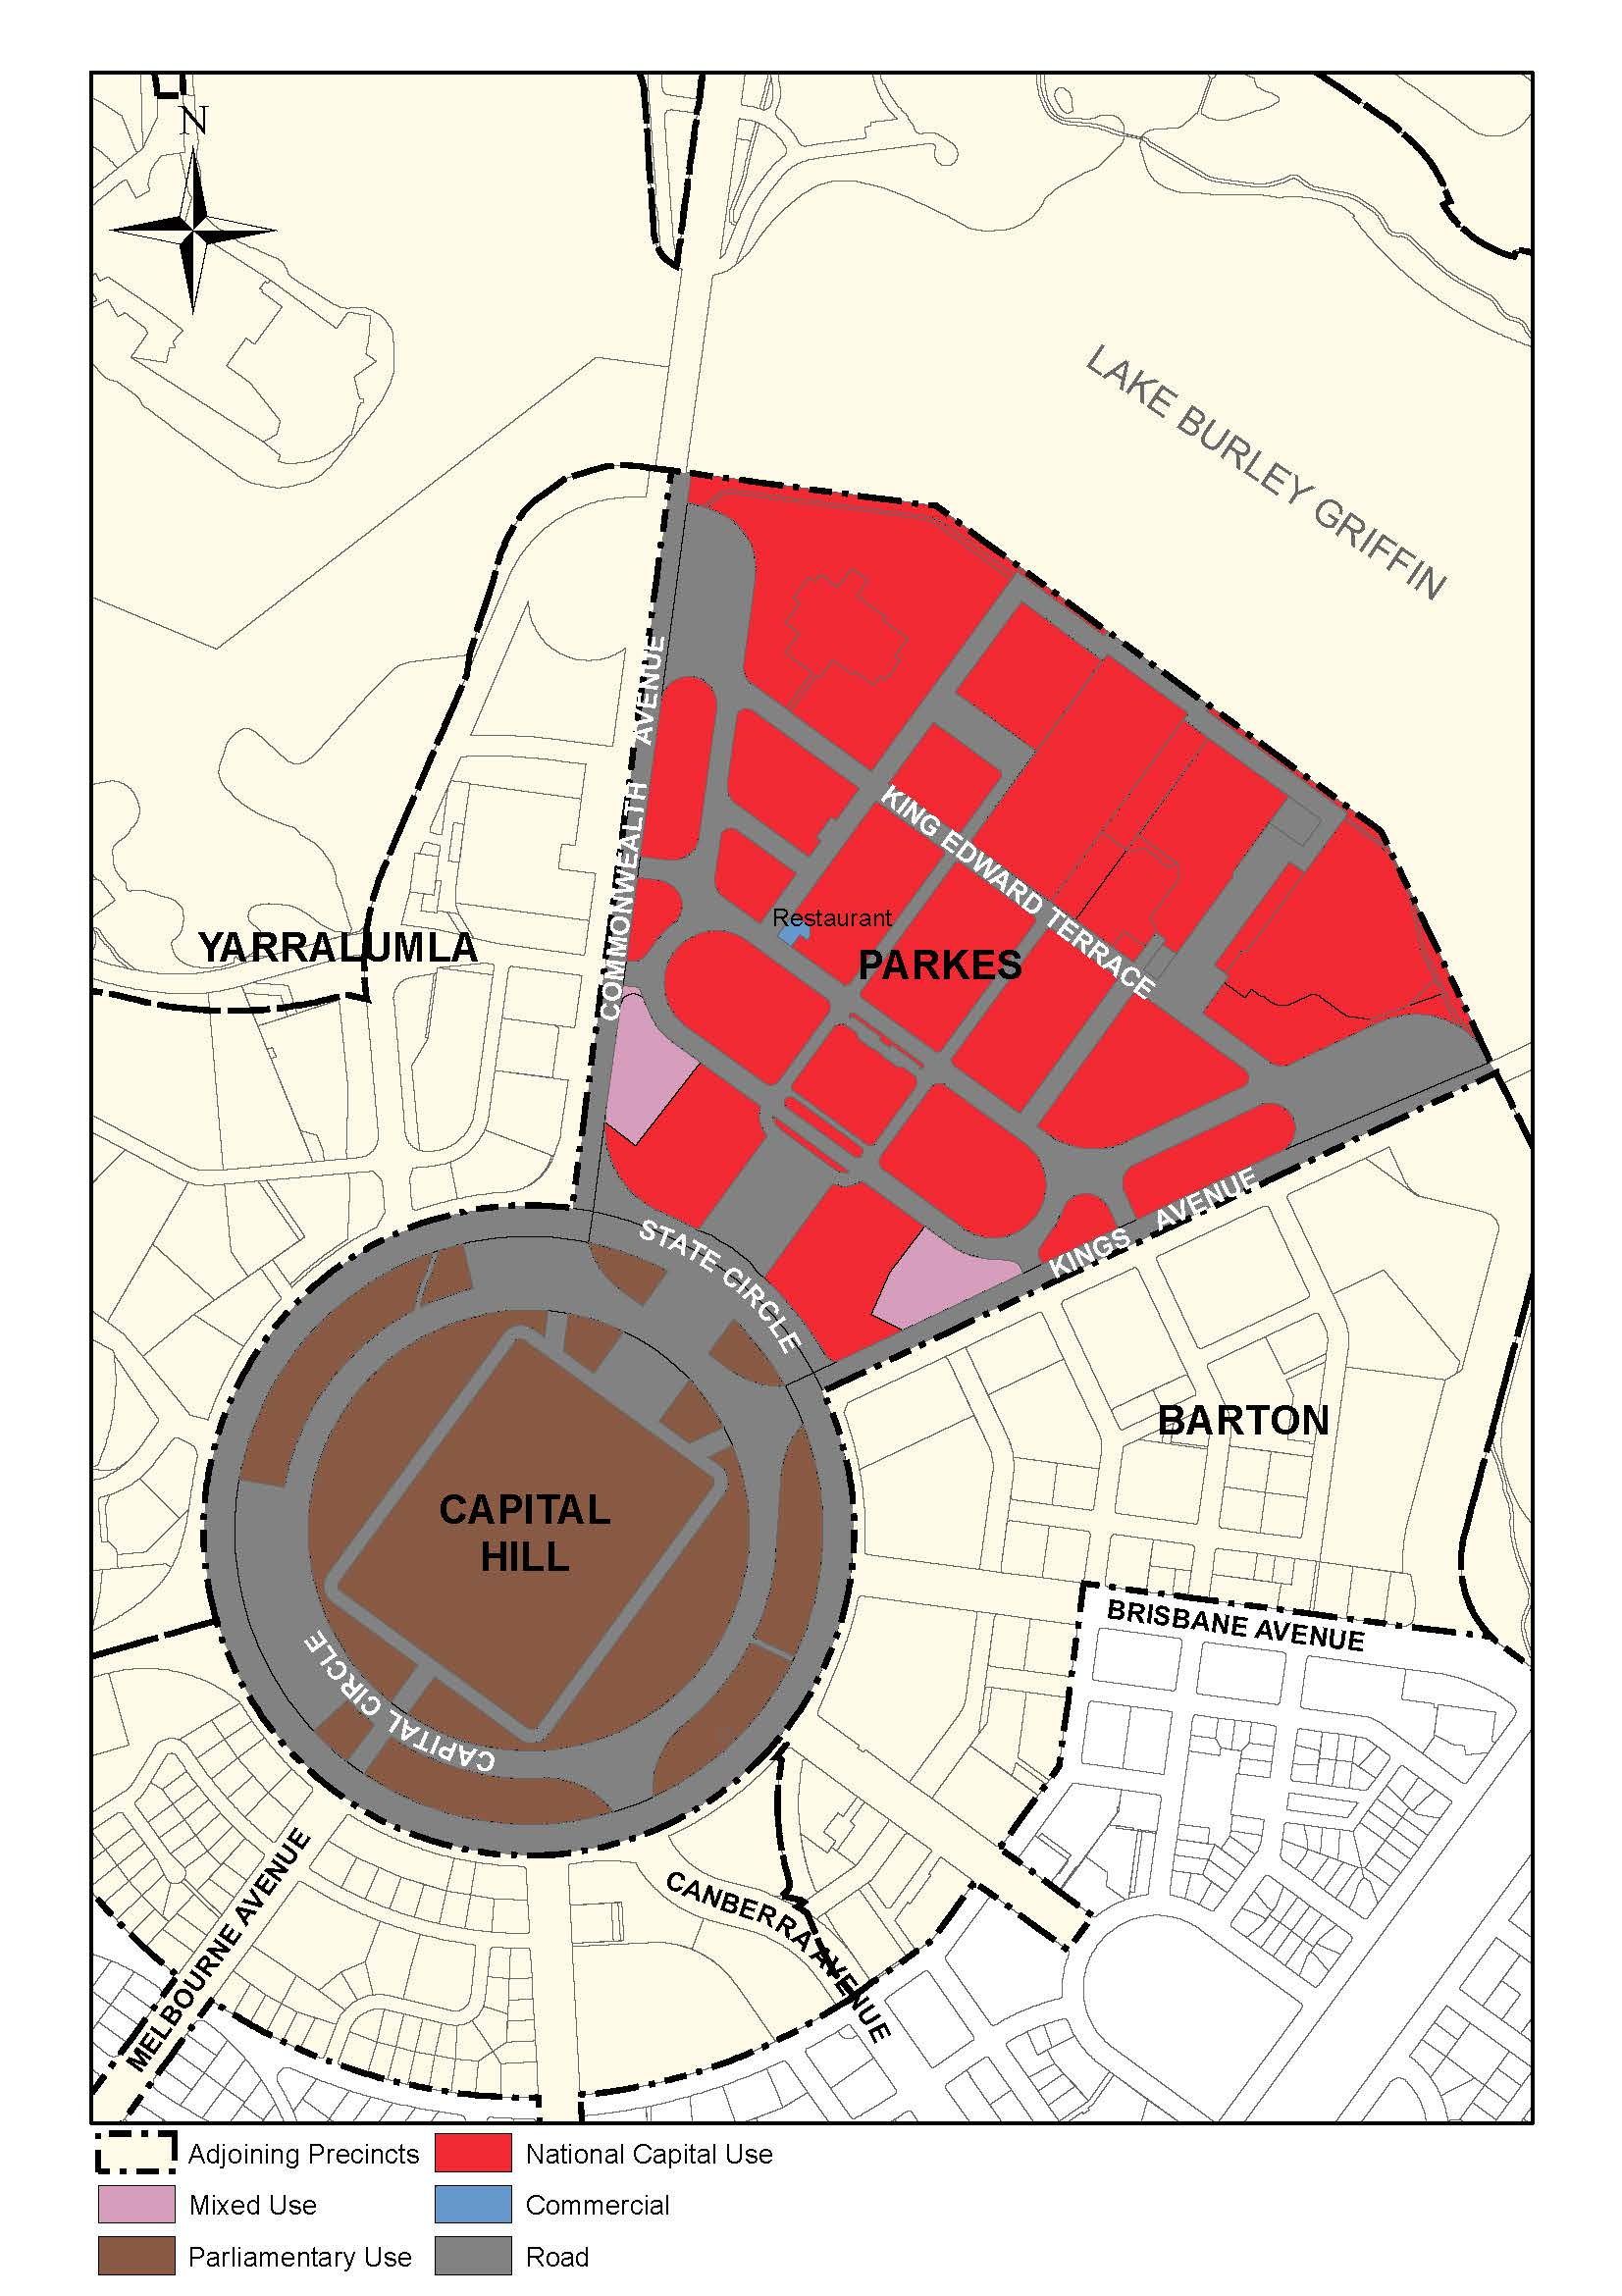 N
LAKE BURLEY GRIFFIN
COMMONWEALTH AVENUE
KING EDWARD TERRACE
Restaurant
YARRALUMLA
PARKES
STATE CIRCLE
KINGS AVENUE
BARTON
CAPITAL
HILL
CAPITAL CIRCLE
BRISBANE AVENUE
MELBOURNE AVENUE
CANBERRA AVENUE
Adjoining Precincts
National Capital Use
Mixed Use
Commercial
Parliamentary Use
Road